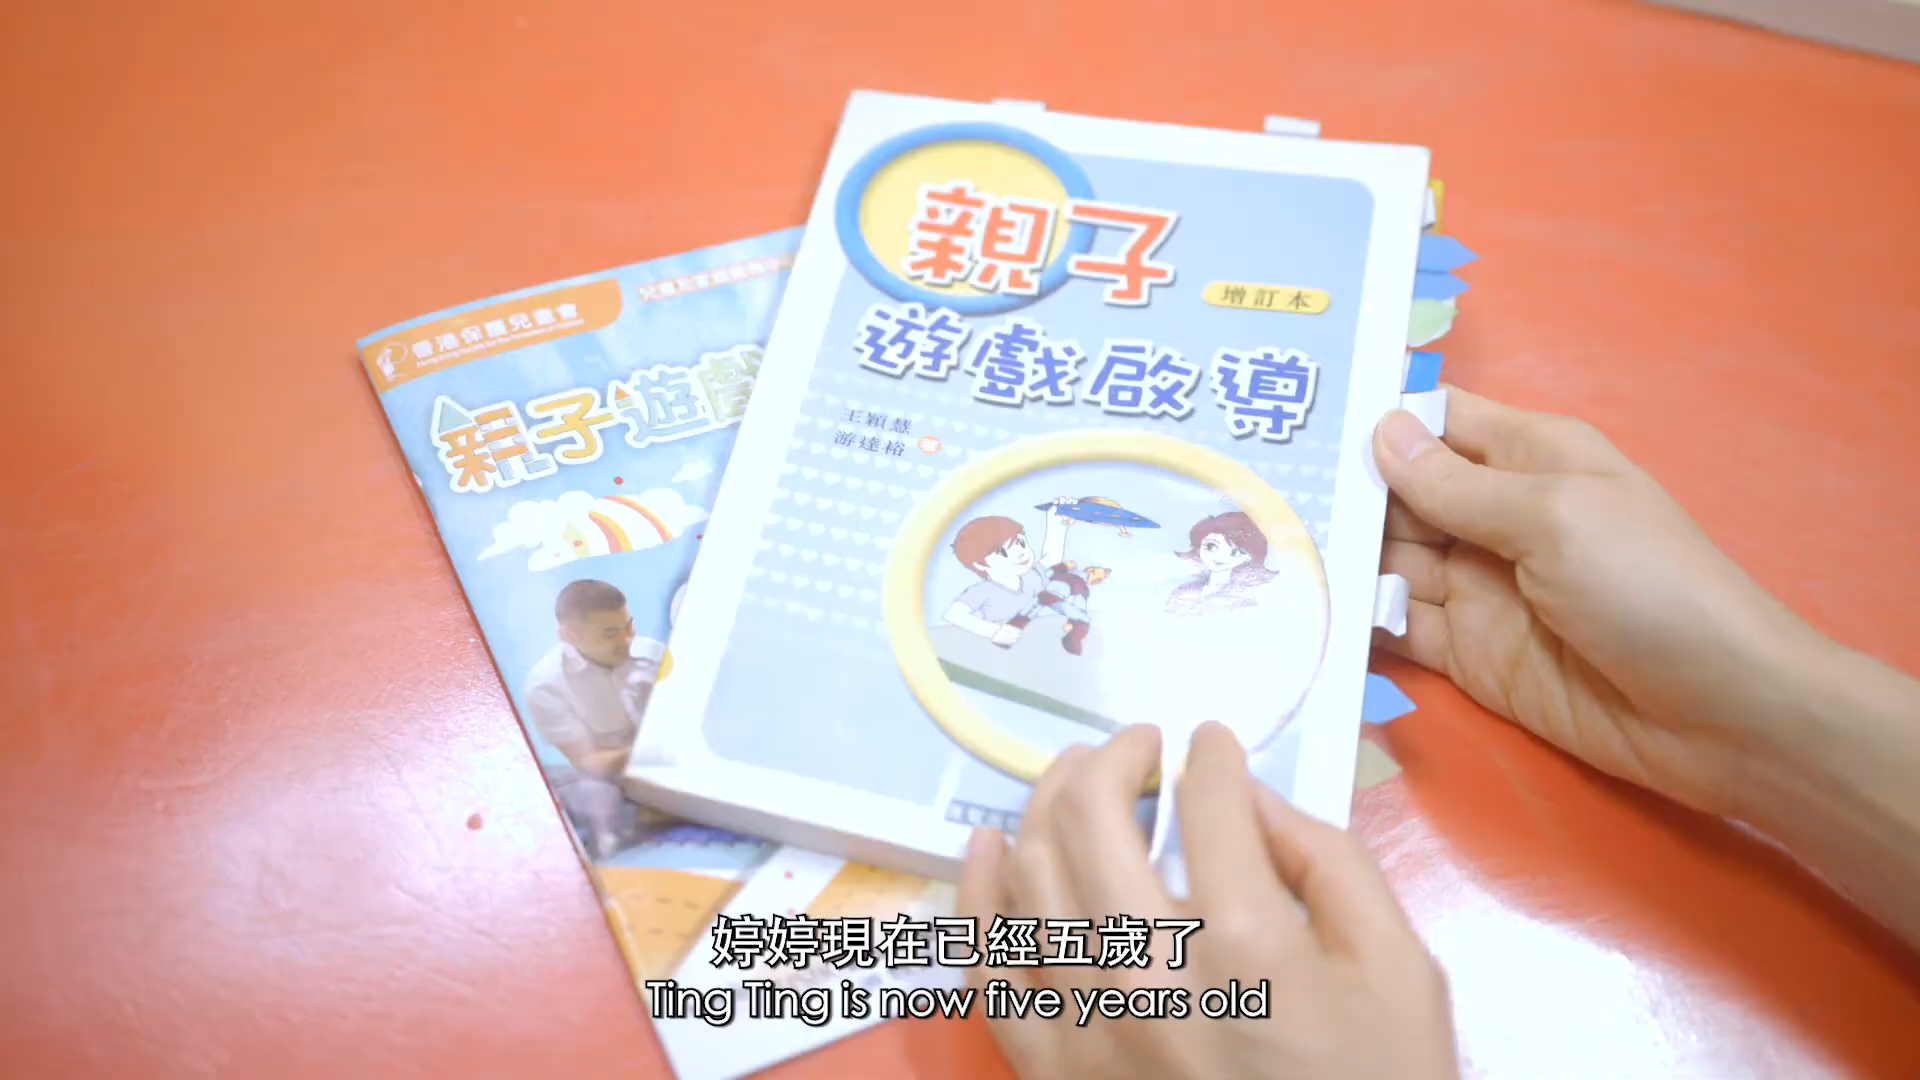 親子
增訂本
遊戲啟導
王穎慧
游達裕 著
香港保護兒童會
親子遊戲
婷婷現在已經五歲了
Ting Ting is now five years old